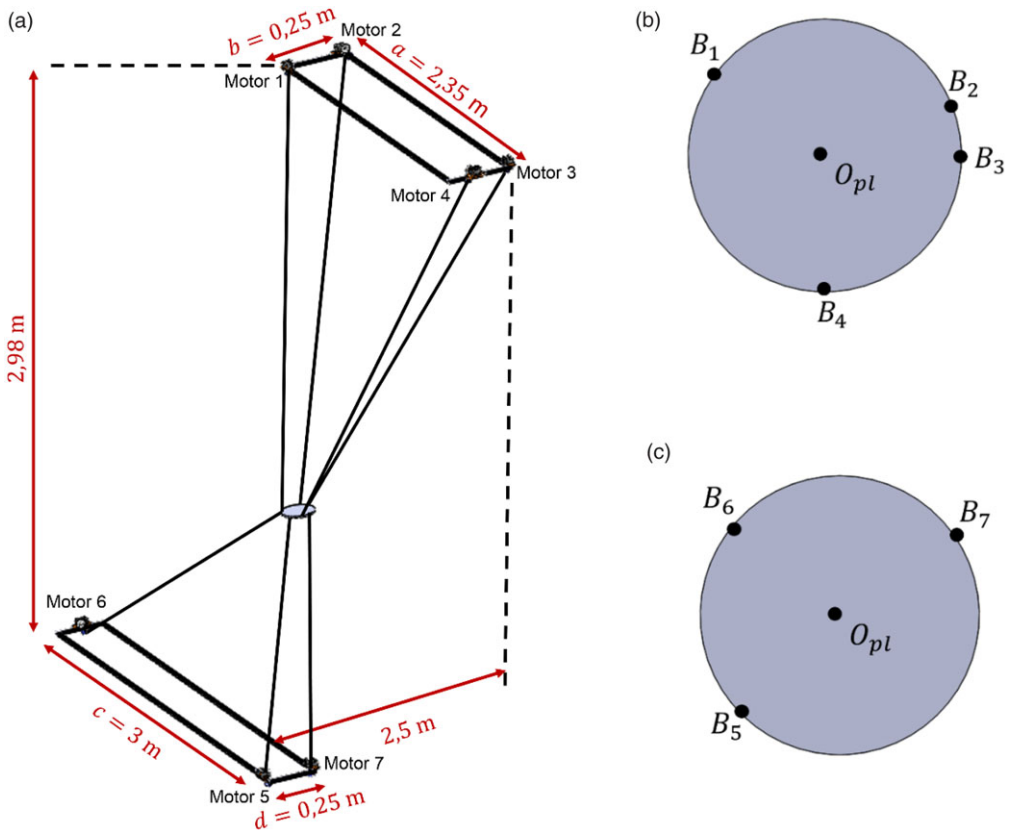 (a)
Motor 2
b = 0,25 m
Motor 1
a = 2,35 m
Motor 3
Motor 4
2,98 m
Motor 6
c = 3 m
2,5 m
Motor 7
Motor 5
d = 0,25 m
(b)
B₁
B₂
B₃
Oₚₗ
B₄
(c)
B₆
B₇
Oₚₗ
B₅